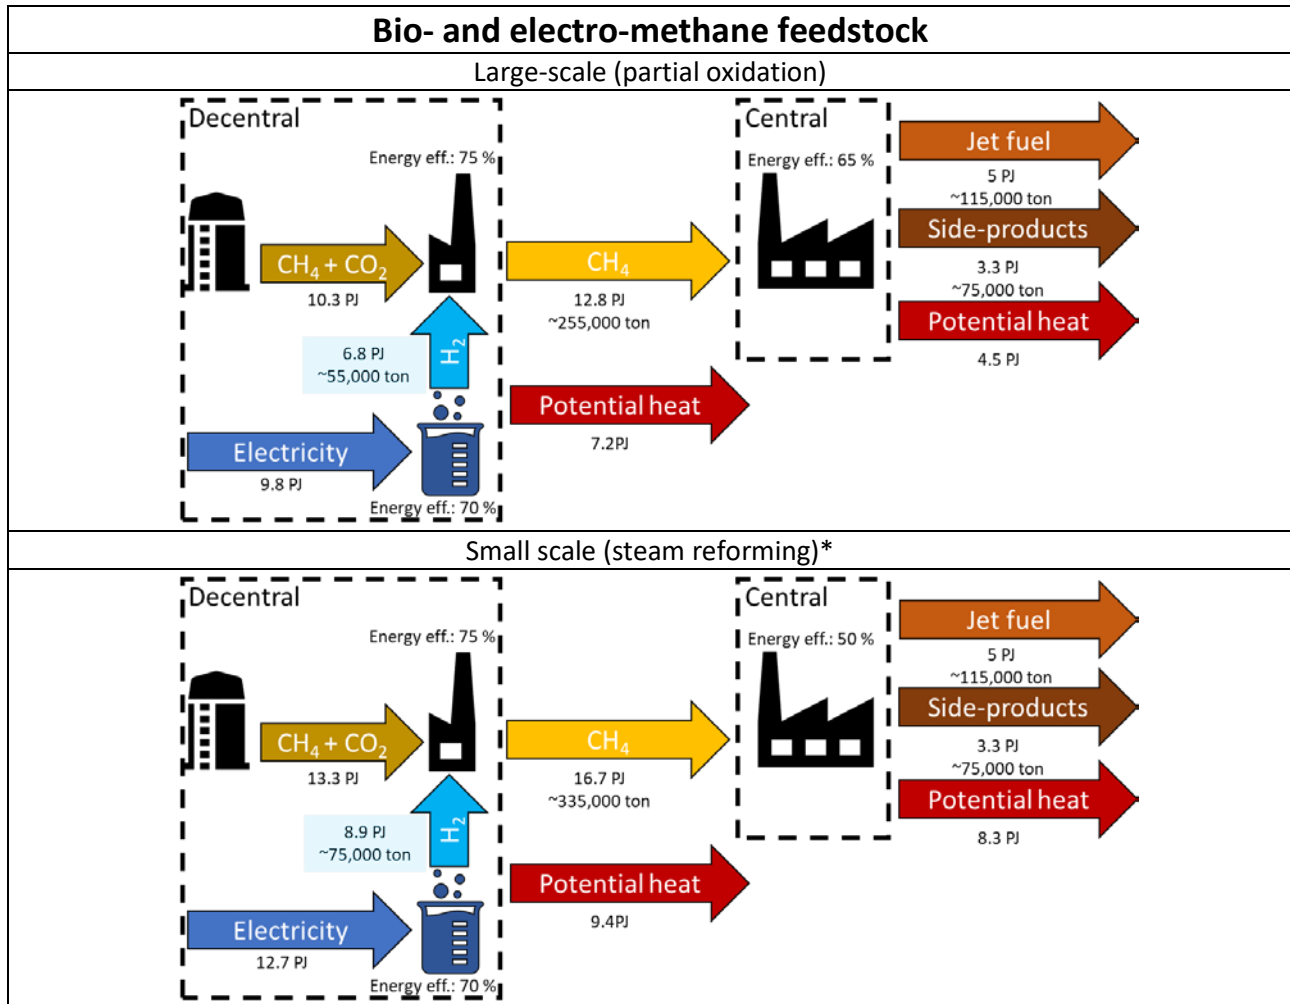 Bio- and electro-methane feedstock
Large-scale (partial oxidation)
Decentral
Energy eff.: 75 %
CH₄ + CO₂
10.3 PJ
H₂
6.8 PJ
~55,000 ton
Electricity
9.8 PJ
Energy eff.: 70 %
CH₄
12.8 PJ
~255,000 ton
Potential heat
7.2PJ
Central
Energy eff.: 65 %
Jet fuel
5 PJ
~115,000 ton
Side-products
3.3 PJ
~75,000 ton
Potential heat
4.5 PJ
Small scale (steam reforming)*
Decentral
Energy eff.: 75 %
CH₄ + CO₂
13.3 PJ
H₂
8.9 PJ
~75,000 ton
Electricity
12.7 PJ
Energy eff.: 70 %
CH₄
16.7 PJ
~335,000 ton
Potential heat
9.4PJ
Central
Energy eff.: 50 %
Jet fuel
5 PJ
~115,000 ton
Side-products
3.3 PJ
~75,000 ton
Potential heat
8.3 PJ